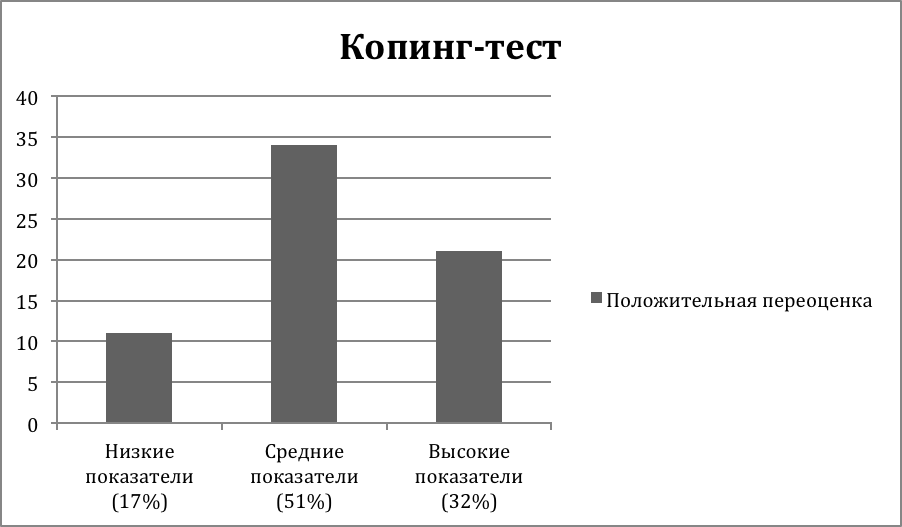 Копинг-тест
40
35
30
25
20
15
10
5
0
Низкие
показатели
(17%)
Средние
показатели
(51%)
Высокие
показатели
(32%)
Положительная переоценка